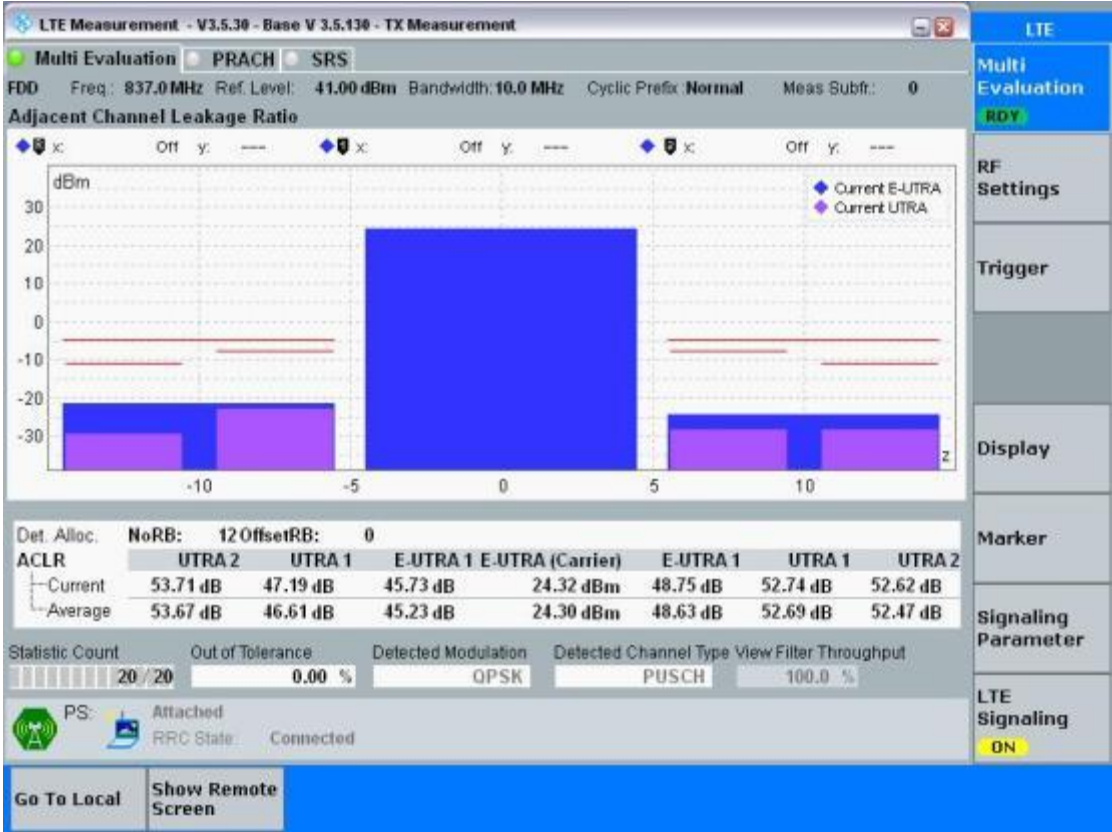 LTE Measurement - V3.5.30 - Base V 3.5.130 - TX Measurement
LTE
Multi Evaluation PRACH SRS
Multi
Evaluation
RDY
FDD Freq.: 837.0 MHz Ref. Level: 41.00 dBm Bandwidth: 10.0 MHz Cyclic Prefix: Normal Meas Subfr.: 0
Adjacent Channel Leakage Ratio
x: Off y: --- x: Off y: --- x: Off y: ---
dBm
Current E-UTRA
Current UTRA
30
20
10
0
-10
-20
-30
z
-10 -5 0 5 10
RF
Settings
Trigger
Display
Marker
Signaling
Parameter
LTE
Signaling
ON
Det. Alloc. NoRB: 12 OffsetRB: 0
ACLR UTRA 2 UTRA 1 E-UTRA 1 E-UTRA (Carrier) E-UTRA 1 UTRA 1 UTRA 2
Current 53.71 dB 47.19 dB 45.73 dB 24.32 dBm 48.75 dB 52.74 dB 52.62 dB
Average 53.67 dB 46.61 dB 45.23 dB 24.30 dBm 48.63 dB 52.69 dB 52.47 dB
Statistic Count Out of Tolerance Detected Modulation Detected Channel Type View Filter Throughput
20 / 20 0.00 % QPSK PUSCH 100.0 %
PS: Attached
RRC State: Connected
Go To Local
Show Remote
Screen